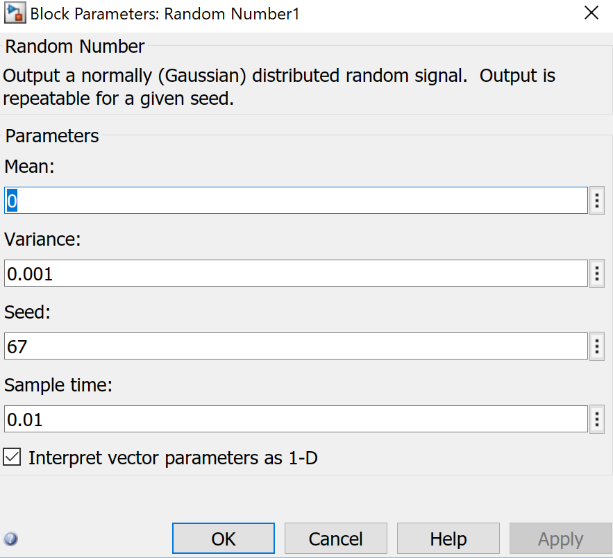 Block Parameters: Random Number1
Random Number
Output a normally (Gaussian) distributed random signal.  Output is
repeatable for a given seed.
Parameters
Mean:
0
Variance:
0.001
Seed:
67
Sample time:
0.01
Interpret vector parameters as 1-D
OK Cancel Help Apply